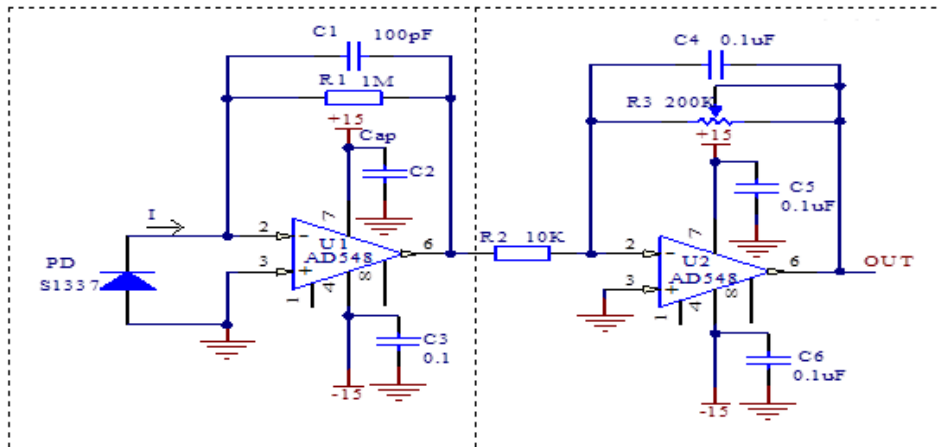 C1 100pF
R1 1M
+15
Cap
C2
I
2
7
U1
6
AD548
3
+
1
4
8
PD
S1337
C3
0.1
-15
R2 10K
C4 0.1uF
R3 200K
+15
C5
0.1uF
2
7
U2
6
OUT
AD548
3
+
1
4
8
C6
0.1uF
-15